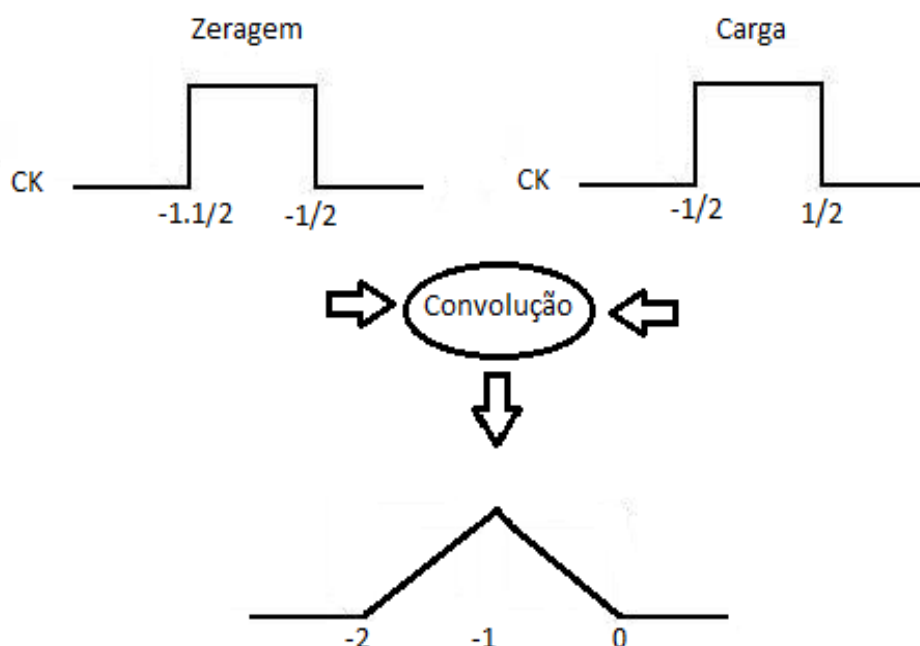 Zeragem
Carga
CK
-1.1/2
-1/2
CK
-1/2
1/2
Convolução
-2
-1
0